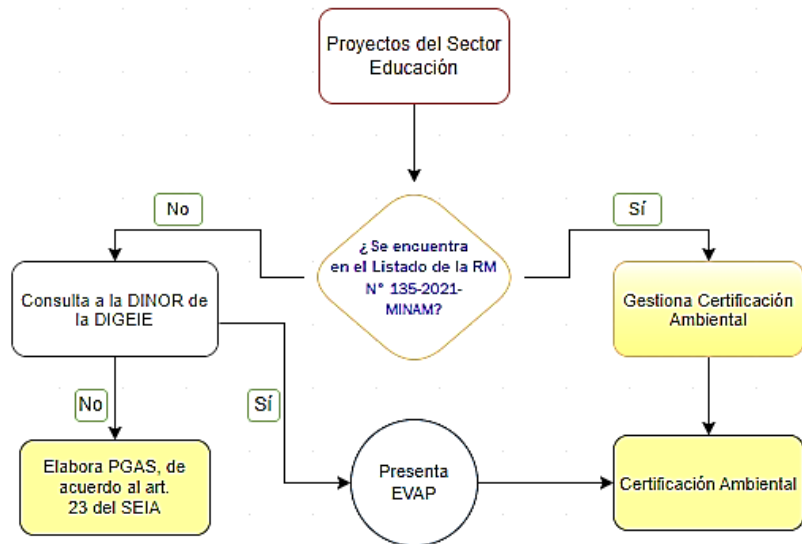 Proyectos del Sector
Educación
No
Sí
¿Se encuentra
en el Listado de la RM
N° 135-2021-
MINAM?
Consulta a la DINOR de
la DIGEIE
Gestiona Certificación
Ambiental
No
Sí
Elabora PGAS, de
acuerdo al art.
23 del SEIA
Presenta
EVAP
Certificación Ambiental